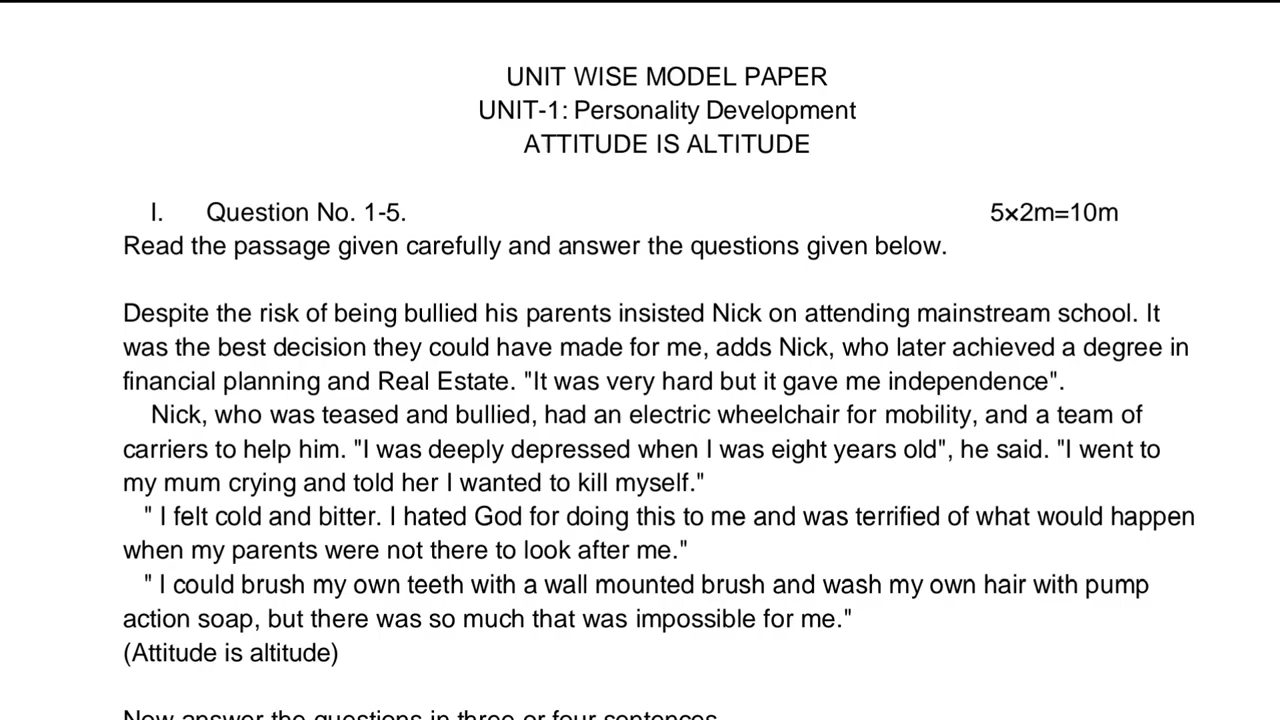 UNIT WISE MODEL PAPER
UNIT-1: Personality Development
ATTITUDE IS ALTITUDE
I. Question No. 1-5. 5×2m=10m
Read the passage given carefully and answer the questions given below.
Despite the risk of being bullied his parents insisted Nick on attending mainstream school. It
was the best decision they could have made for me, adds Nick, who later achieved a degree in
financial planning and Real Estate. "It was very hard but it gave me independence".
Nick, who was teased and bullied, had an electric wheelchair for mobility, and a team of
carriers to help him. "I was deeply depressed when I was eight years old", he said. "I went to
my mum crying and told her I wanted to kill myself."
" I felt cold and bitter. I hated God for doing this to me and was terrified of what would happen
when my parents were not there to look after me."
" I could brush my own teeth with a wall mounted brush and wash my own hair with pump
action soap, but there was so much that was impossible for me."
(Attitude is altitude)
Now answer the questions in three or four sentences.